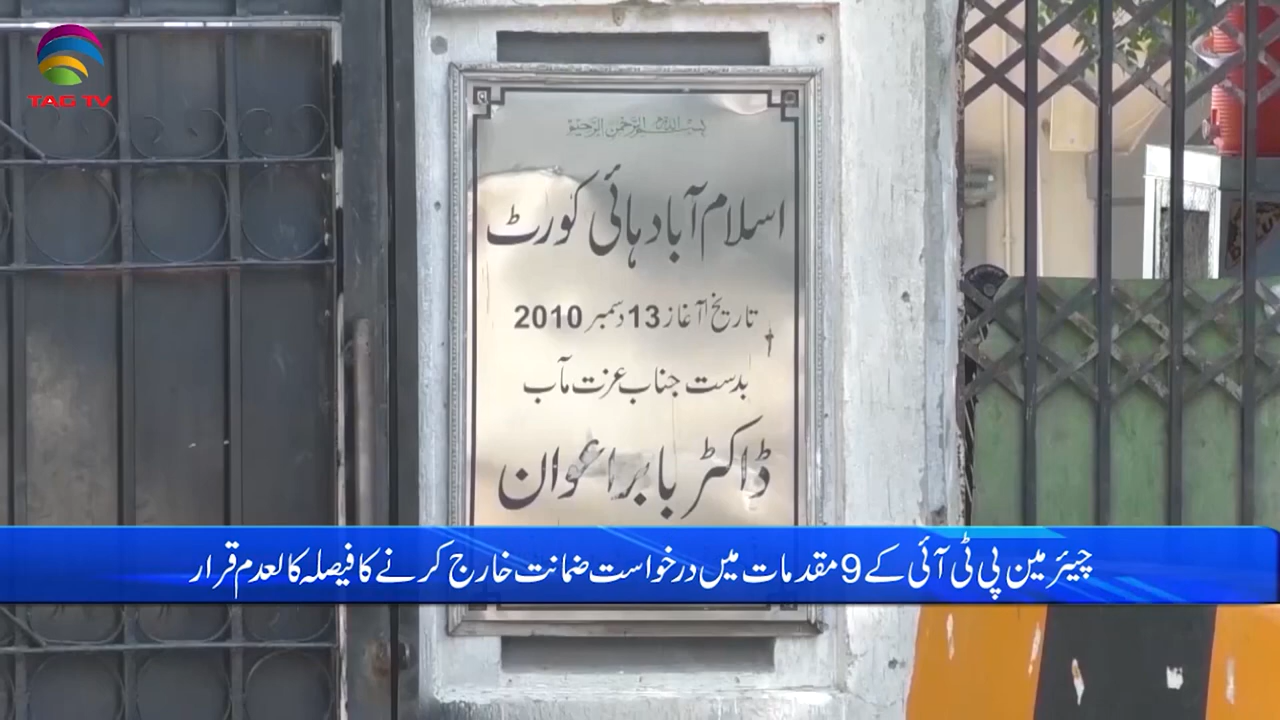 TAG TV
بسم اللہ الرحمن الرحیم
اسلام آباد ہائی کورٹ
تاریخ آغاز 13 دسمبر 2010
بدست جناب عزت مآب
ڈاکٹر بابر اعوان
چیئرمین پی ٹی آئی کے 9 مقدمات میں درخواست ضمانت خارج کرنے کا فیصلہ کالعدم قرار